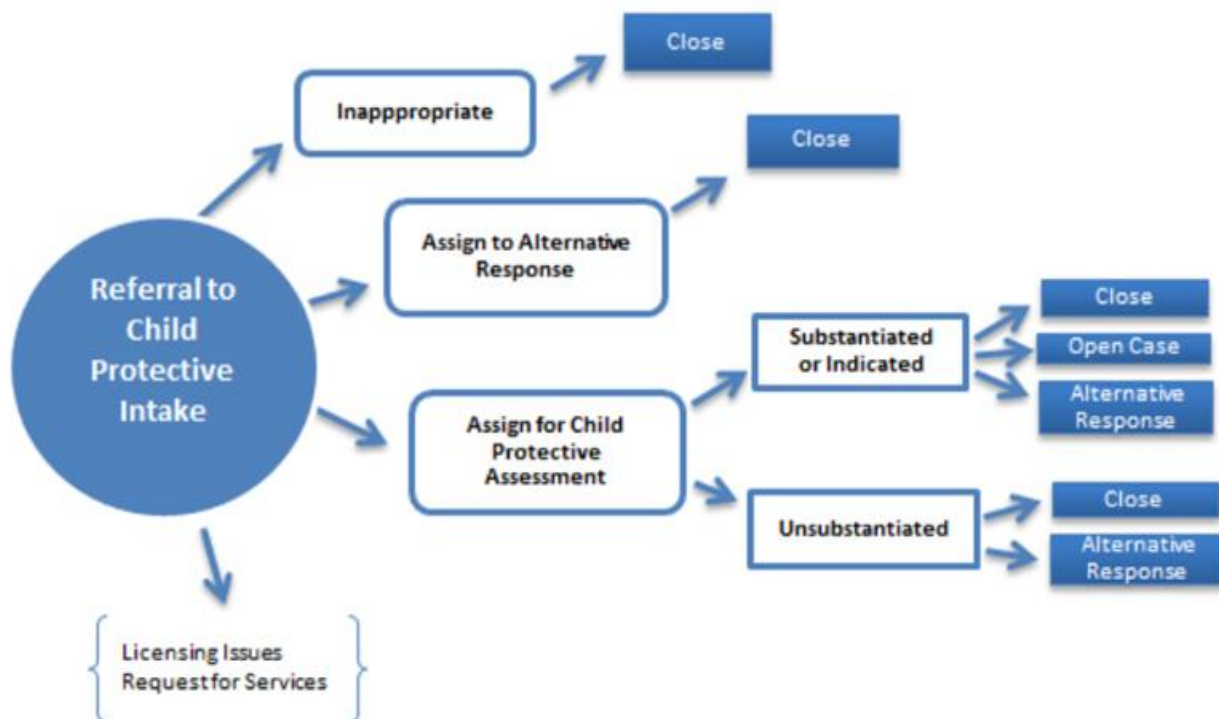 Close
Inapppropriate
Close
Assign to Alternative
Response
Referral to
Child
Protective
Intake
Close
Substantiated
or Indicated
Open Case
Alternative
Response
Assign for Child
Protective
Assessment
Close
Unsubstantiated
Alternative
Response
Licensing Issues
Request for Services